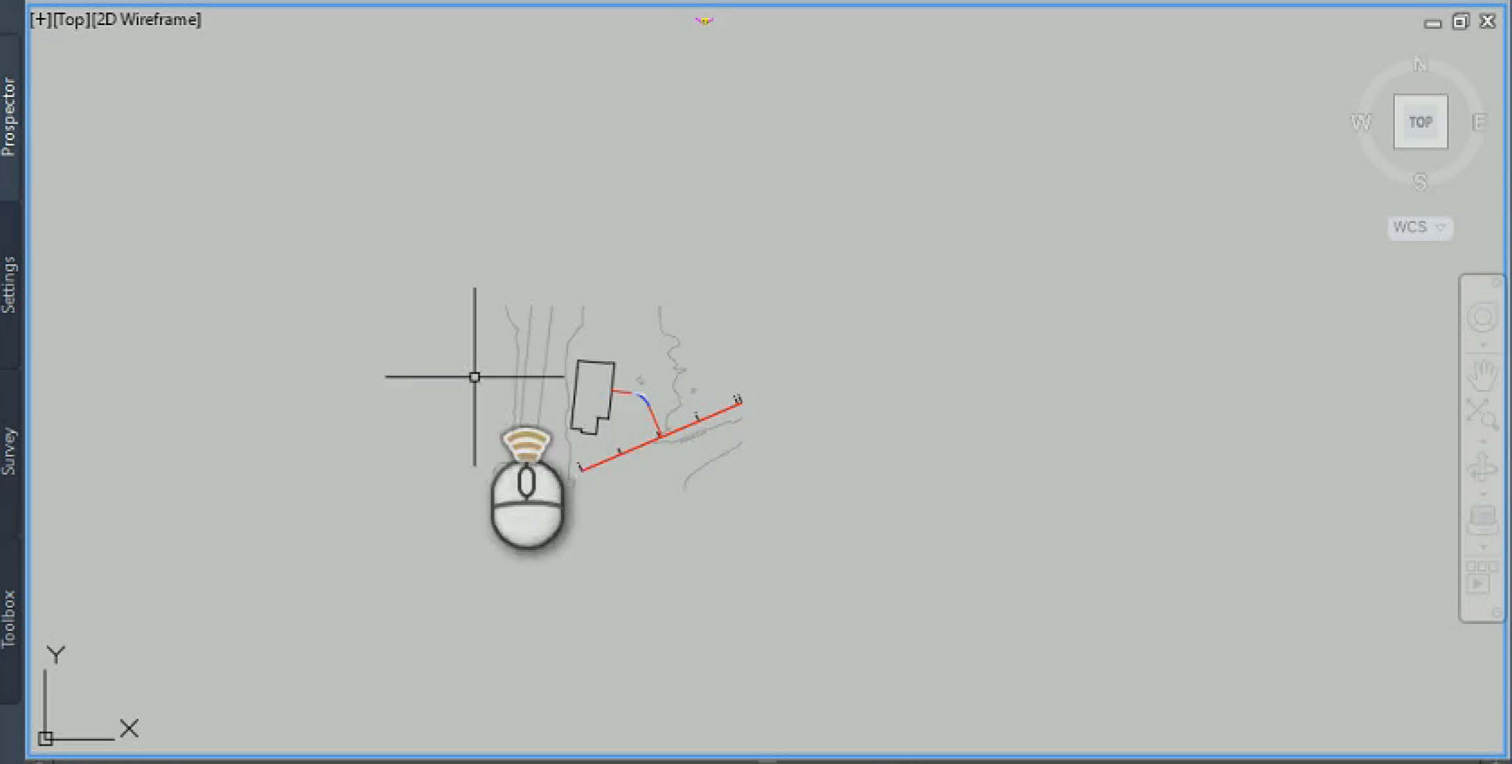 [+][Top][2D Wireframe]
Prospector
Settings
Survey
Toolbox
N
W
TOP
E
S
WCS
Y
X